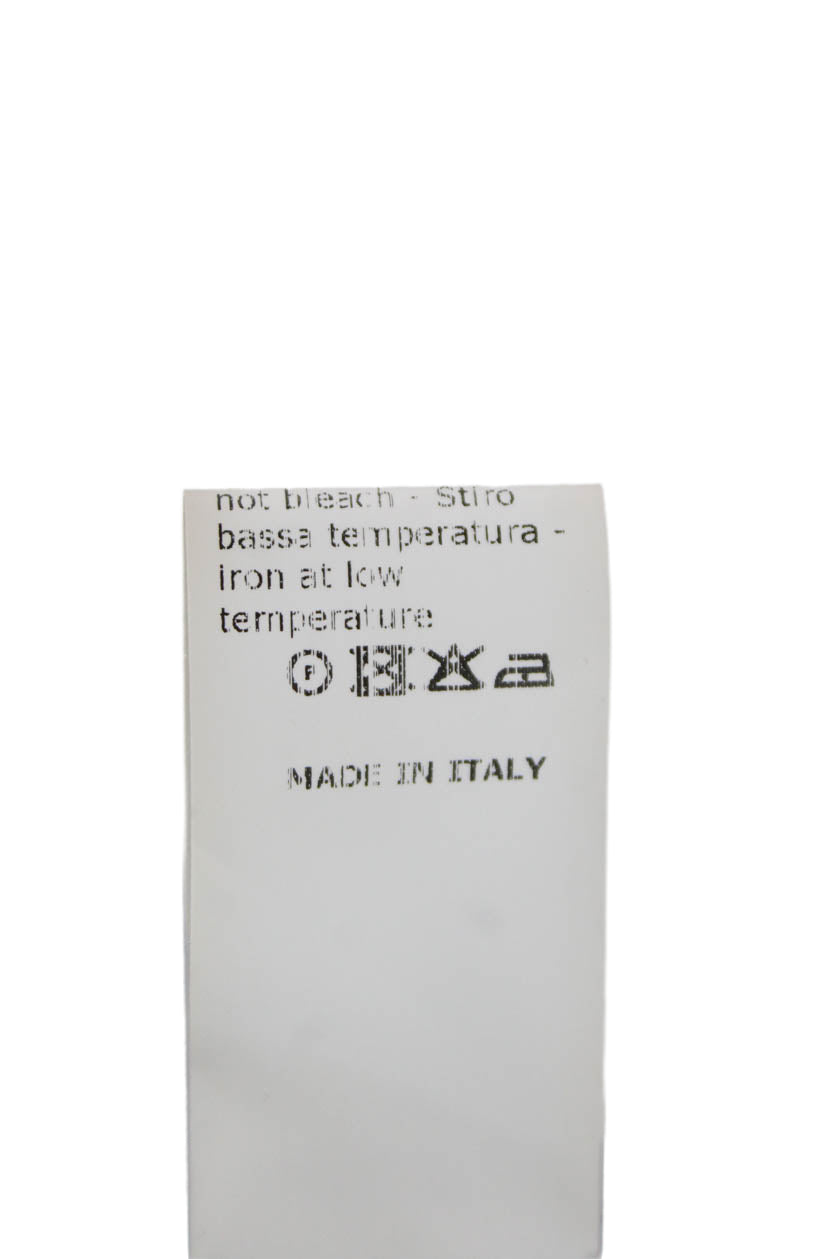 not bleach - Stiro
bassa temperatura -
iron at low
temperature
P
MADE IN ITALY